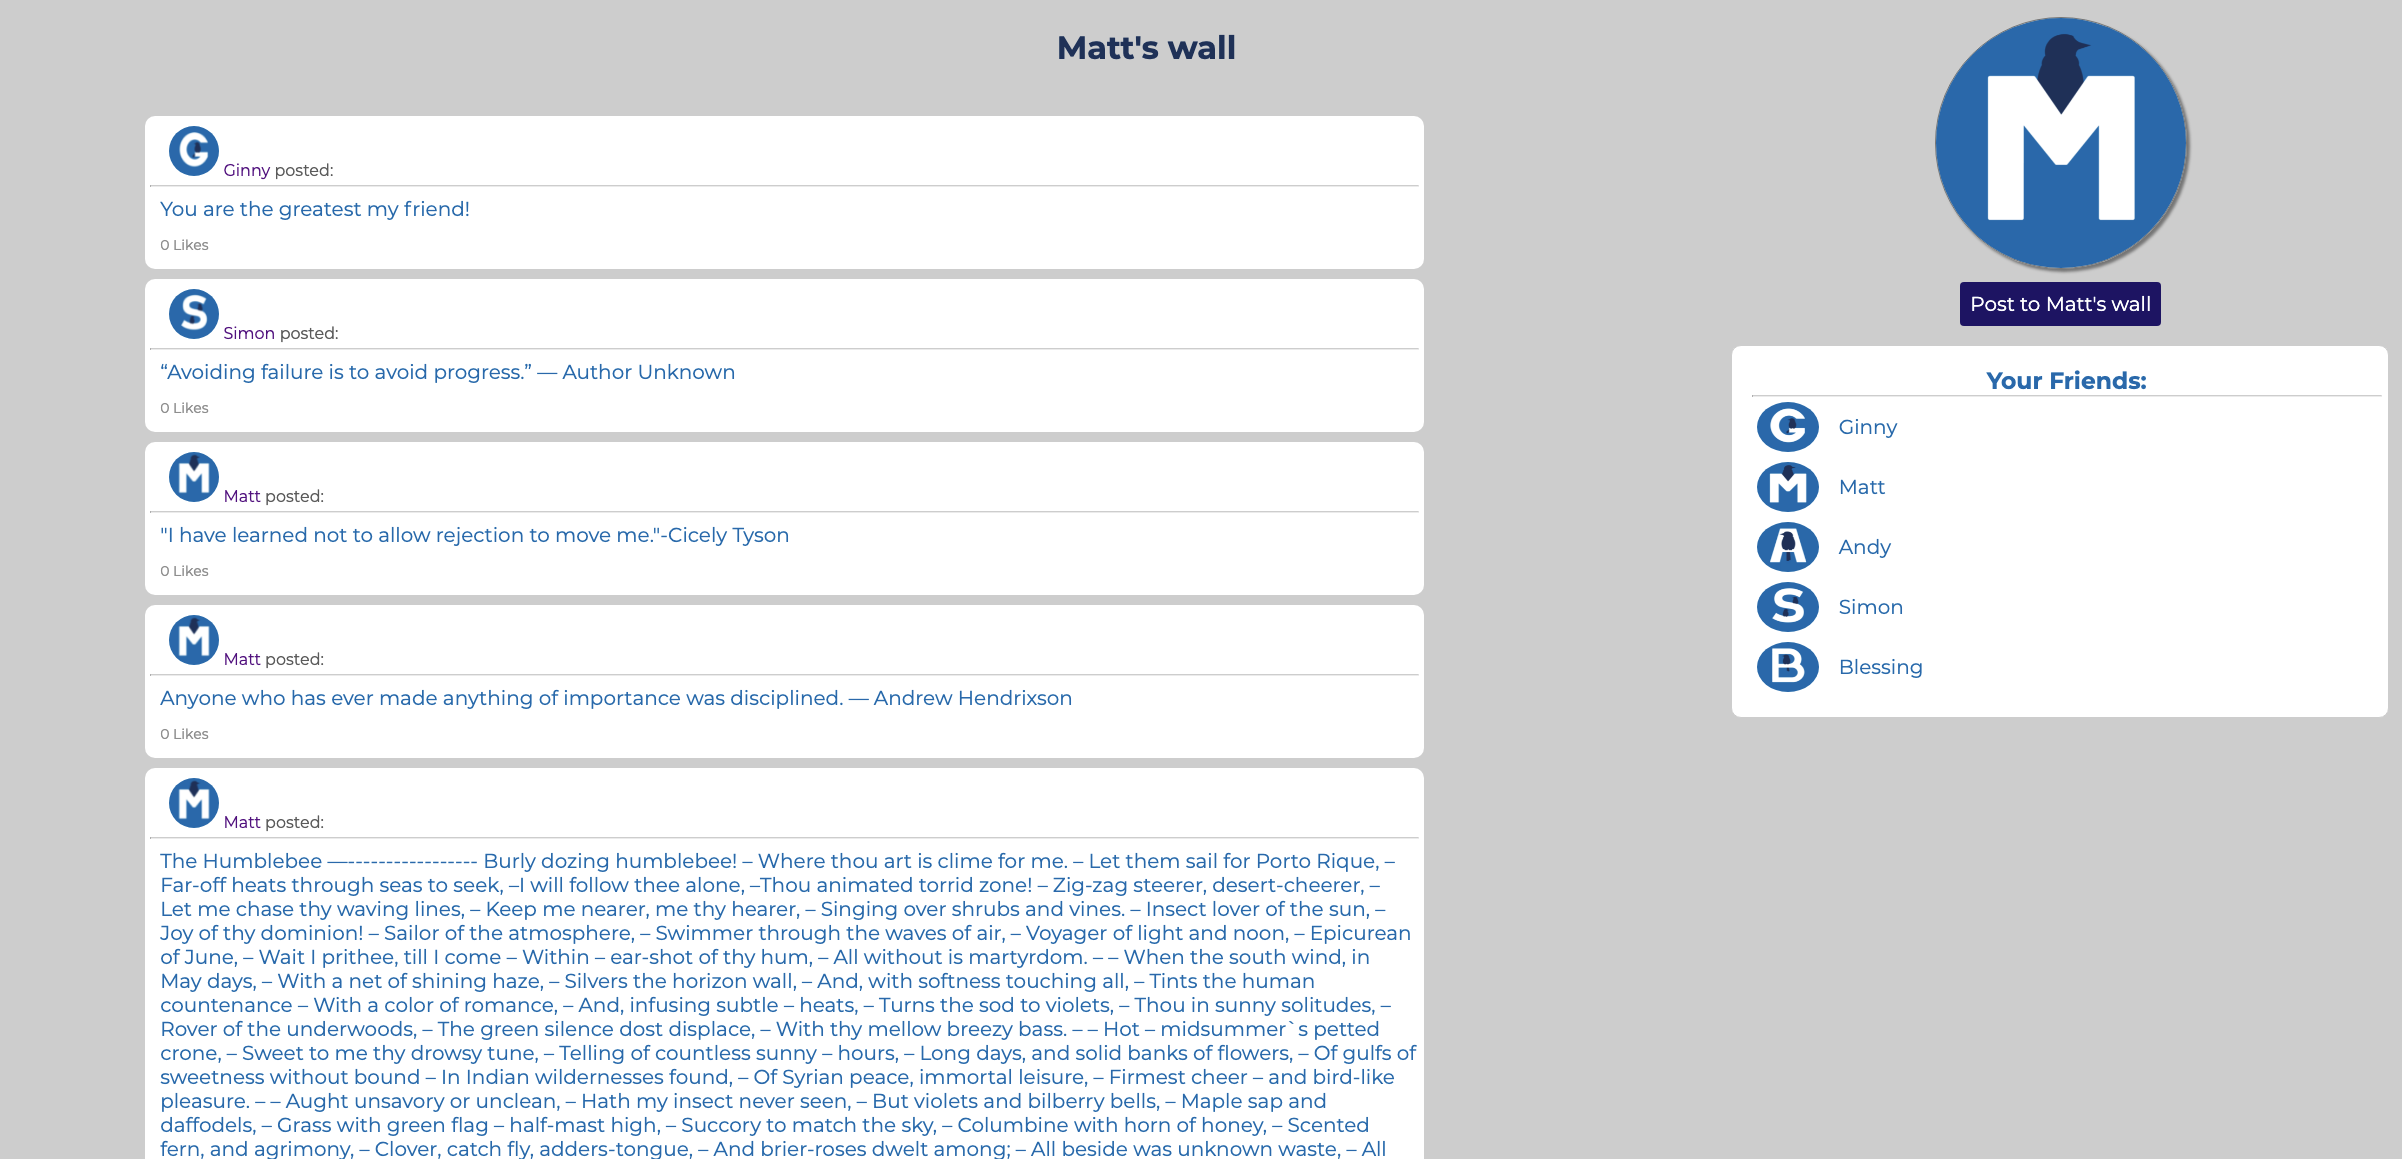 Matt's wall
G
Ginny posted:
You are the greatest my friend!
0 Likes
S
Simon posted:
“Avoiding failure is to avoid progress.” — Author Unknown
0 Likes
M
Matt posted:
"I have learned not to allow rejection to move me."-Cicely Tyson
0 Likes
M
Matt posted:
Anyone who has ever made anything of importance was disciplined. — Andrew Hendrixson
0 Likes
M
Matt posted:
The Humblebee —----------------- Burly dozing humblebee! – Where thou art is clime for me. – Let them sail for Porto Rique, –
Far-off heats through seas to seek, –I will follow thee alone, –Thou animated torrid zone! – Zig-zag steerer, desert-cheerer, –
Let me chase thy waving lines, – Keep me nearer, me thy hearer, – Singing over shrubs and vines. – Insect lover of the sun, –
Joy of thy dominion! – Sailor of the atmosphere, – Swimmer through the waves of air, – Voyager of light and noon, – Epicurean
of June, – Wait I prithee, till I come – Within – ear-shot of thy hum, – All without is martyrdom. – – When the south wind, in
May days, – With a net of shining haze, – Silvers the horizon wall, – And, with softness touching all, – Tints the human
countenance – With a color of romance, – And, infusing subtle – heats, – Turns the sod to violets, – Thou in sunny solitudes, –
Rover of the underwoods, – The green silence dost displace, – With thy mellow breezy bass. – – Hot – midsummer`s petted
crone, – Sweet to me thy drowsy tune, – Telling of countless sunny – hours, – Long days, and solid banks of flowers, – Of gulfs of
sweetness without bound – In Indian wildernesses found, – Of Syrian peace, immortal leisure, – Firmest cheer – and bird-like
pleasure. – – Aught unsavory or unclean, – Hath my insect never seen, – But violets and bilberry bells, – Maple sap and
daffodels, – Grass with green flag – half-mast high, – Succory to match the sky, – Columbine with horn of honey, – Scented
fern, and agrimony, – Clover, catch fly, adders-tongue, – And brier-roses dwelt among; – All beside was unknown waste, – All
M
Post to Matt's wall
Your Friends:
G Ginny
M Matt
A Andy
S Simon
B Blessing